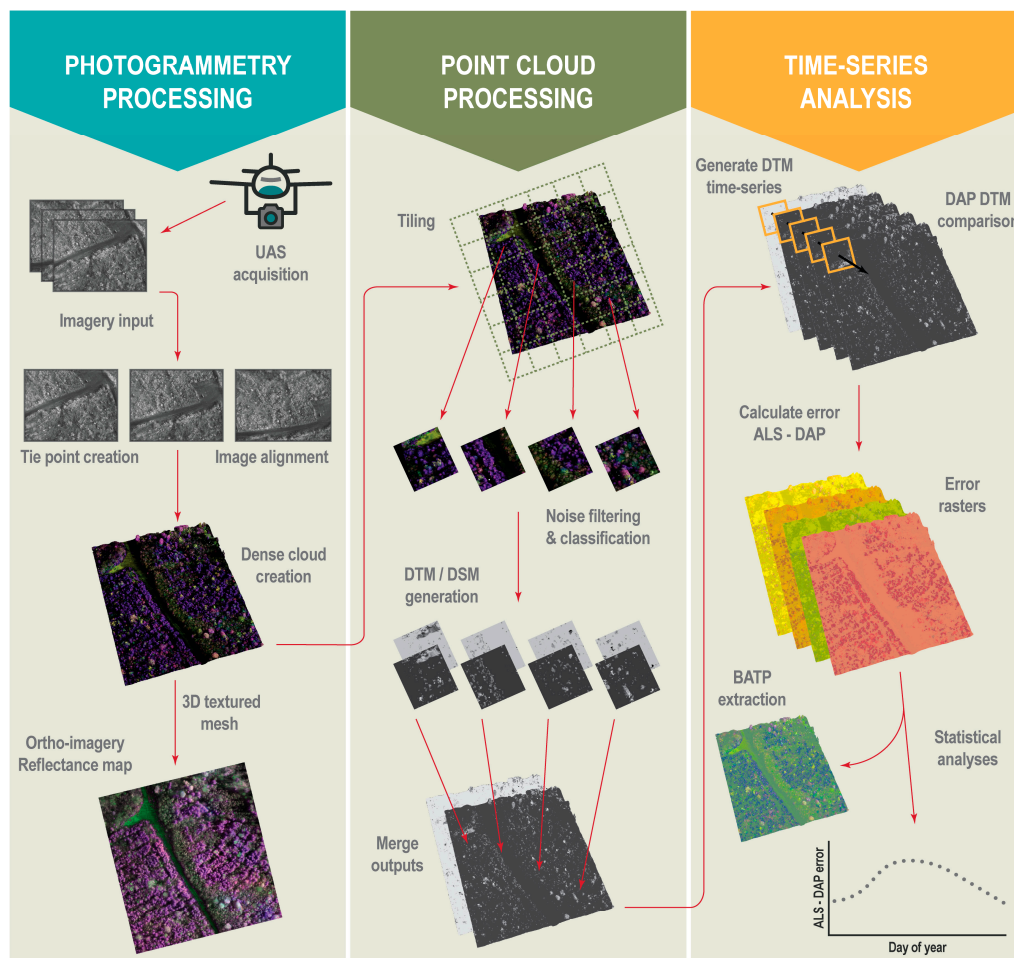 PHOTOGRAMMETRY
PROCESSING
UAS
acquisition
Imagery input
Tie point creation
Image alignment
Dense cloud
creation
3D textured
mesh
Ortho-imagery
Reflectance map
POINT CLOUD
PROCESSING
Tiling
Noise filtering
& classification
DTM / DSM
generation
Merge
outputs
TIME-SERIES
ANALYSIS
Generate DTM
time-series
DAP DTM
comparison
Calculate error
ALS - DAP
Error
rasters
BATP
extraction
Statistical
analyses
ALS - DAP error
Day of year